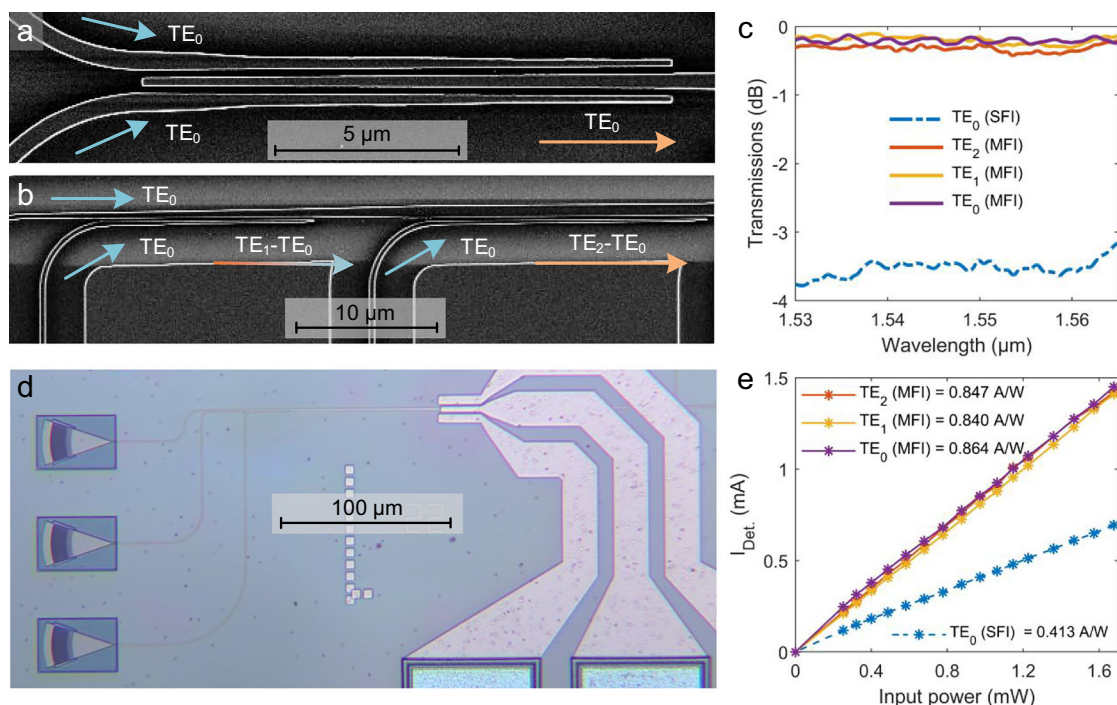 a
TE0
TE0
5 µm
TE0
b
TE0
TE0
TE1-TE0
TE0
TE2-TE0
10 µm
c
0
-1
-2
-3
-4
Transmissions (dB)
TE0 (SFI)
TE2 (MFI)
TE1 (MFI)
TE0 (MFI)
1.53
1.54
1.55
1.56
Wavelength (µm)
d
100 µm
e
1.5
1
0.5
0
IDet. (mA)
TE2 (MFI) = 0.847 A/W
TE1 (MFI) = 0.840 A/W
TE0 (MFI) = 0.864 A/W
TE0 (SFI) = 0.413 A/W
0
0.4
0.8
1.2
1.6
Input power (mW)